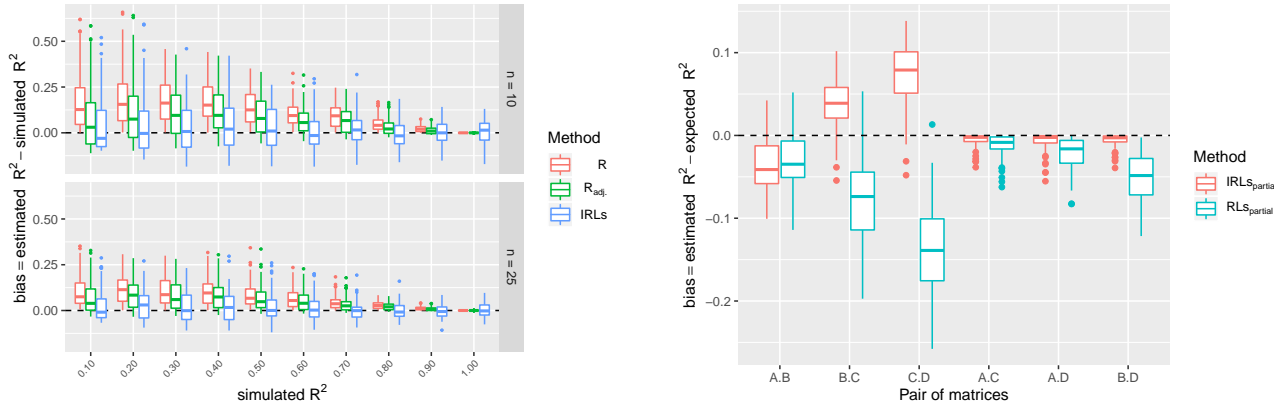 bias = estimated R² − simulated R²
0.50
0.25
0.00
n = 10
0.50
0.25
0.00
n = 25
0.10
0.20
0.30
0.40
0.50
0.60
0.70
0.80
0.90
1.00
simulated R²
Method
R
Radj.
IRLs
bias = estimated R² − expected R²
0.1
0.0
−0.1
−0.2
A.B
B.C
C.D
A.C
A.D
B.D
Pair of matrices
Method
IRLspartial
RLspartial